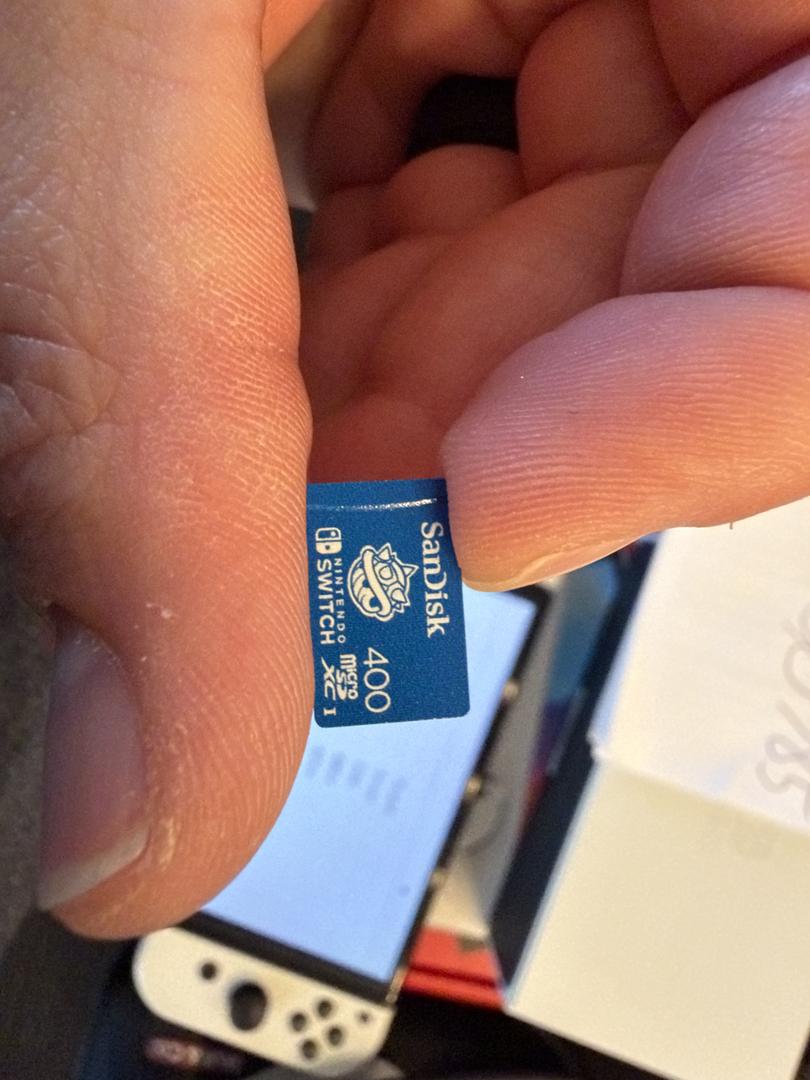 SanDisk
400
micro
SD
XC I
NINTENDO
SWITCH